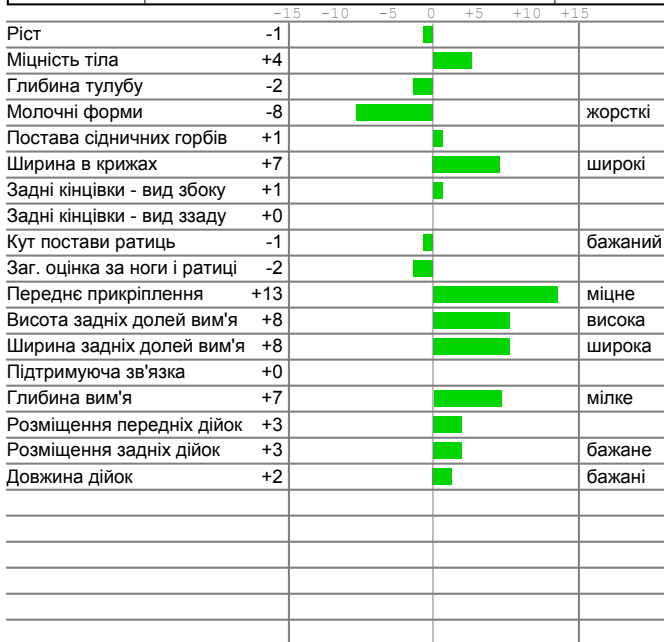 -15 -10 -5 0 +5 +10 +15
Ріст -1
Міцність тіла +4
Глибина тулубу -2
Молочні форми -8 жорсткі
Постава сідничних горбів +1
Ширина в крижах +7 широкі
Задні кінцівки - вид збоку +1
Задні кінцівки - вид ззаду +0
Кут постави ратиць -1 бажаний
Заг. оцінка за ноги і ратиці -2
Переднє прикріплення +13 міцне
Висота задніх долей вим'я +8 висока
Ширина задніх долей вим'я +8 широка
Підтримуюча зв'язка +0
Глибина вим'я +7 мілке
Розміщення передніх дійок +3
Розміщення задніх дійок +3 бажане
Довжина дійок +2 бажані